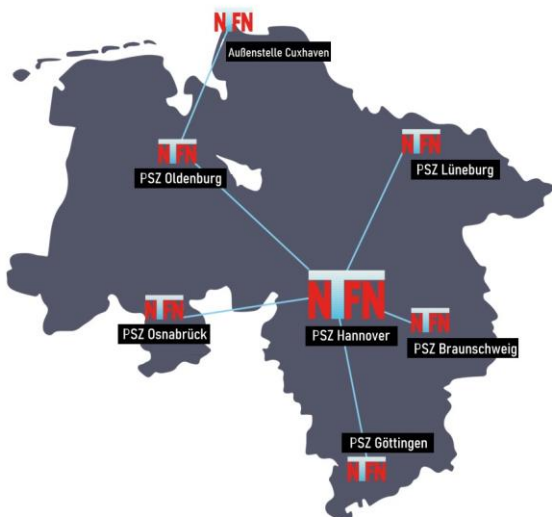 NTFN
Außenstelle Cuxhaven
NTFN
PSZ Oldenburg
NTFN
PSZ Lüneburg
NTFN
PSZ Hannover
NTFN
PSZ Osnabrück
NTFN
PSZ Braunschweig
PSZ Göttingen
NTFN